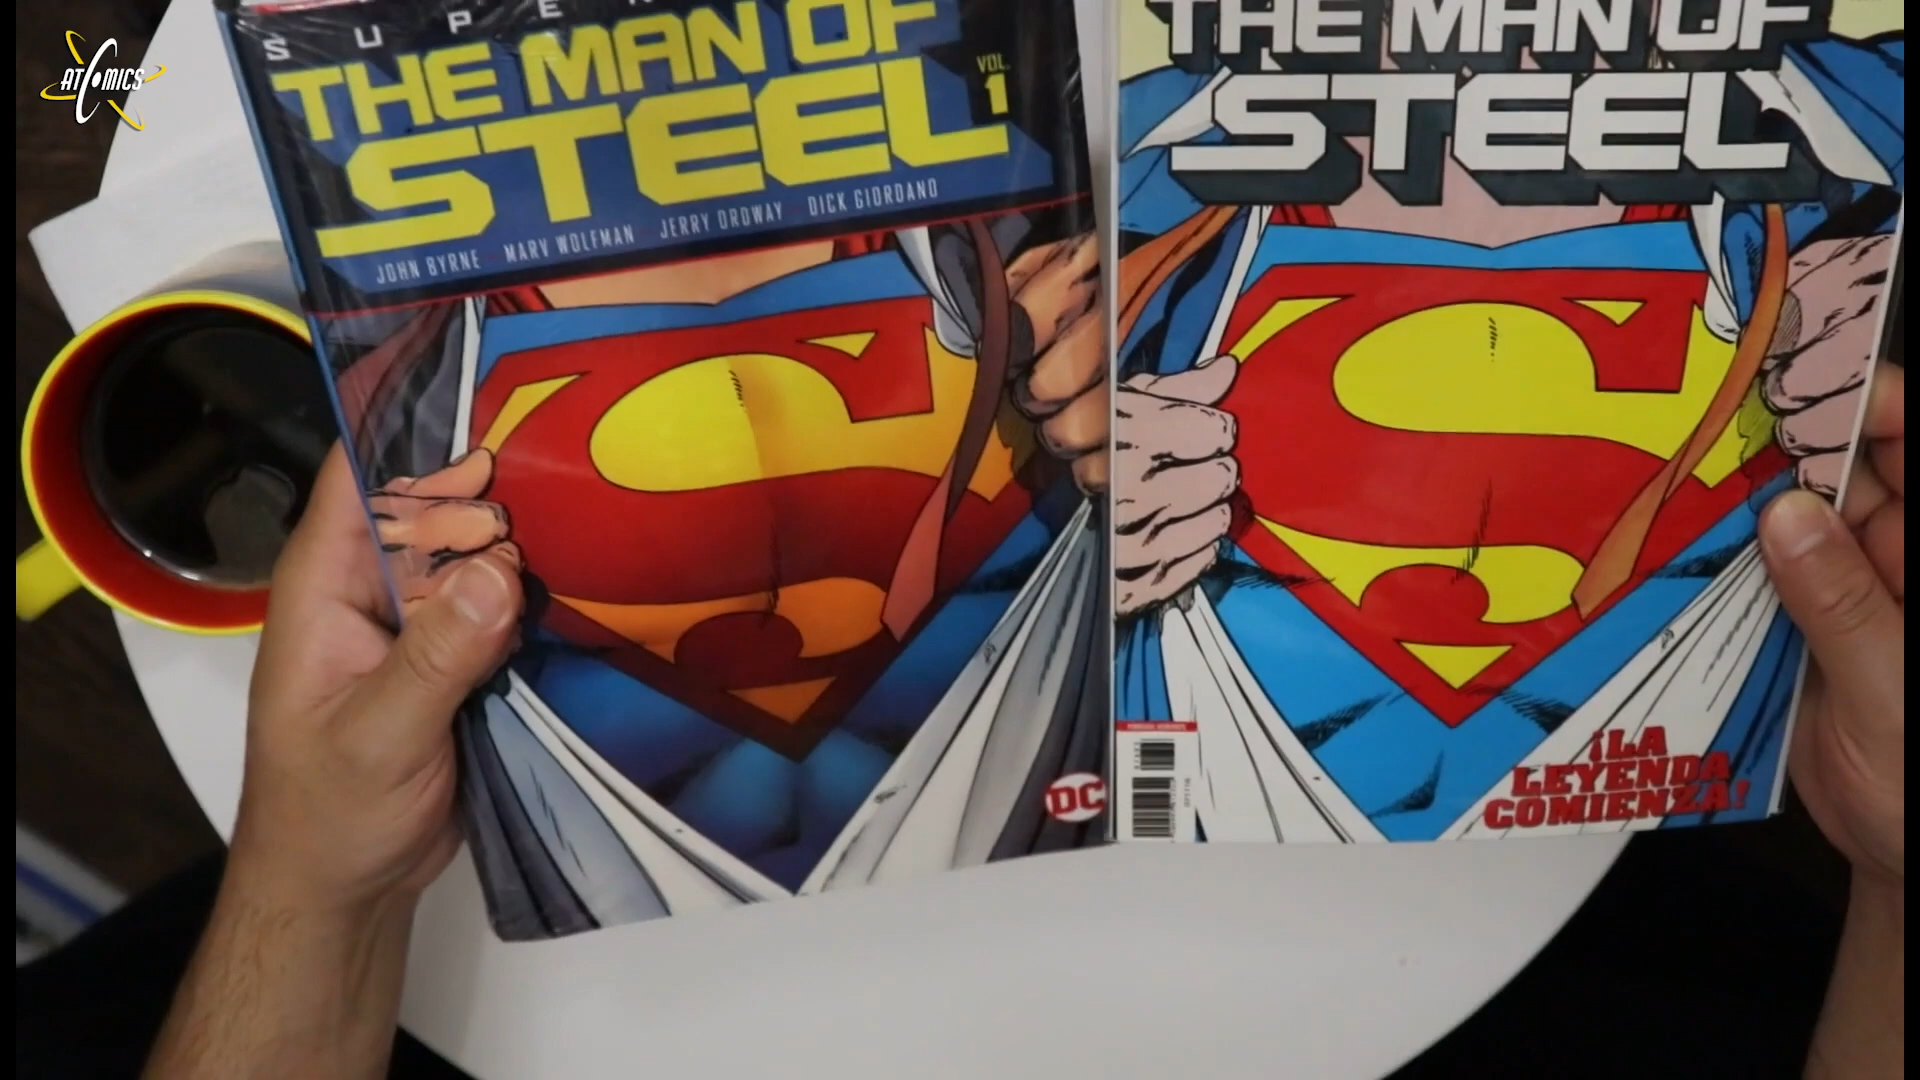 ATOMICS
THE MAN OF
STEEL
VOL.
1
JOHN BYRNE MARV WOLFMAN JERRY ORDWAY DICK GIORDANO
DC
THE MAN OF
STEEL
¡LA
LEYENDA
COMIENZA!